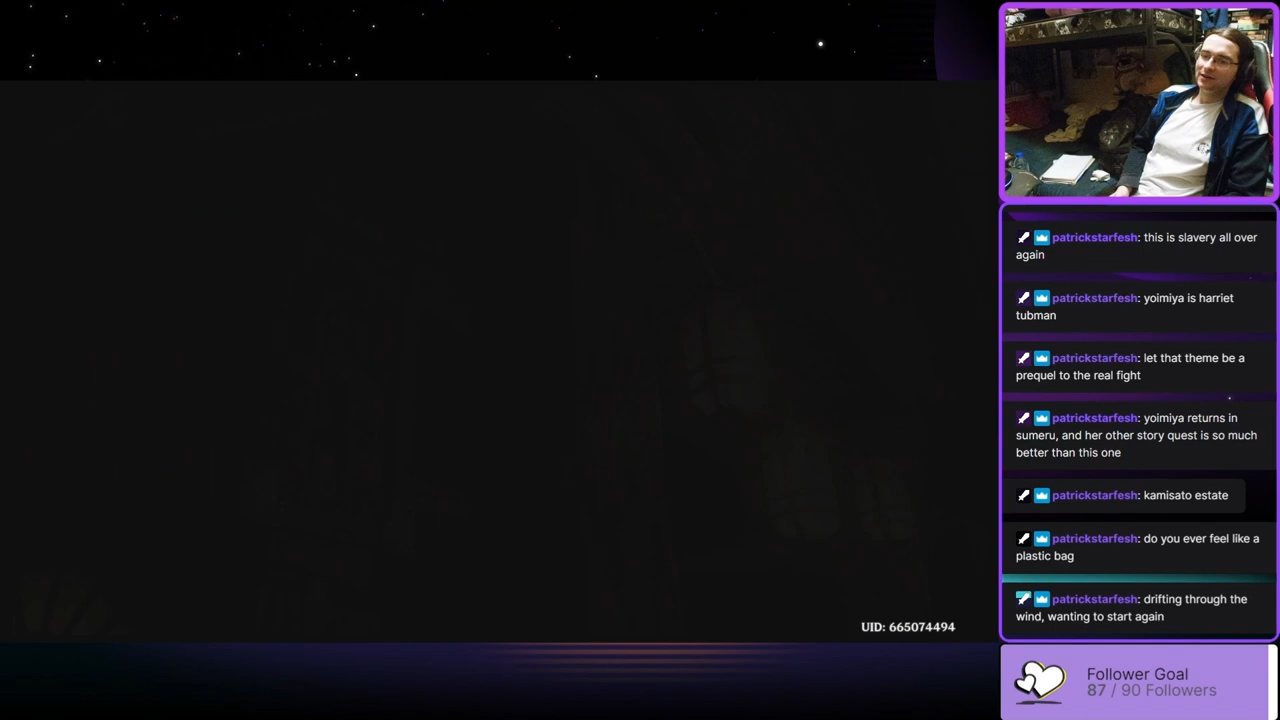 patrickstarfesh: this is slavery all over
again
patrickstarfesh: yoimiya is harriet
tubman
patrickstarfesh: let that theme be a
prequel to the real fight
patrickstarfesh: yoimiya returns in
sumeru, and her other story quest is so much
better than this one
patrickstarfesh: kamisato estate
patrickstarfesh: do you ever feel like a
plastic bag
patrickstarfesh: drifting through the
wind, wanting to start again
UID: 665074494
Follower Goal
87 / 90 Followers